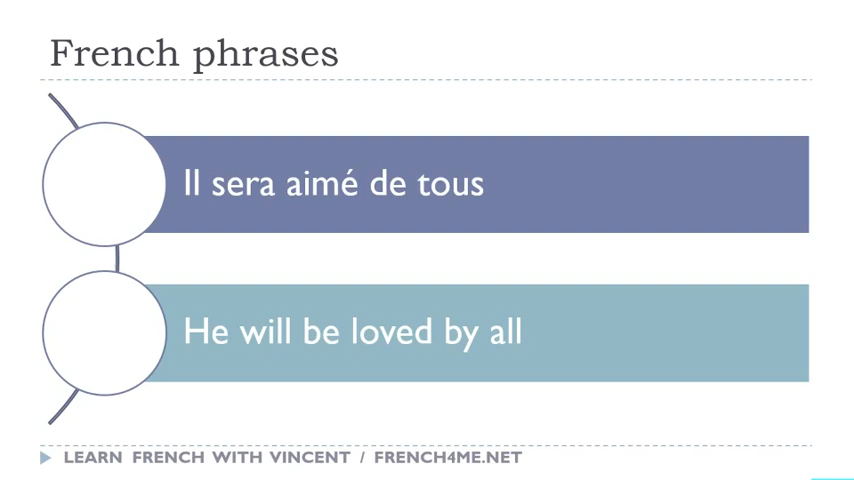 French phrases
Il sera aimé de tous
He will be loved by all
LEARN FRENCH WITH VINCENT / FRENCH4ME.NET